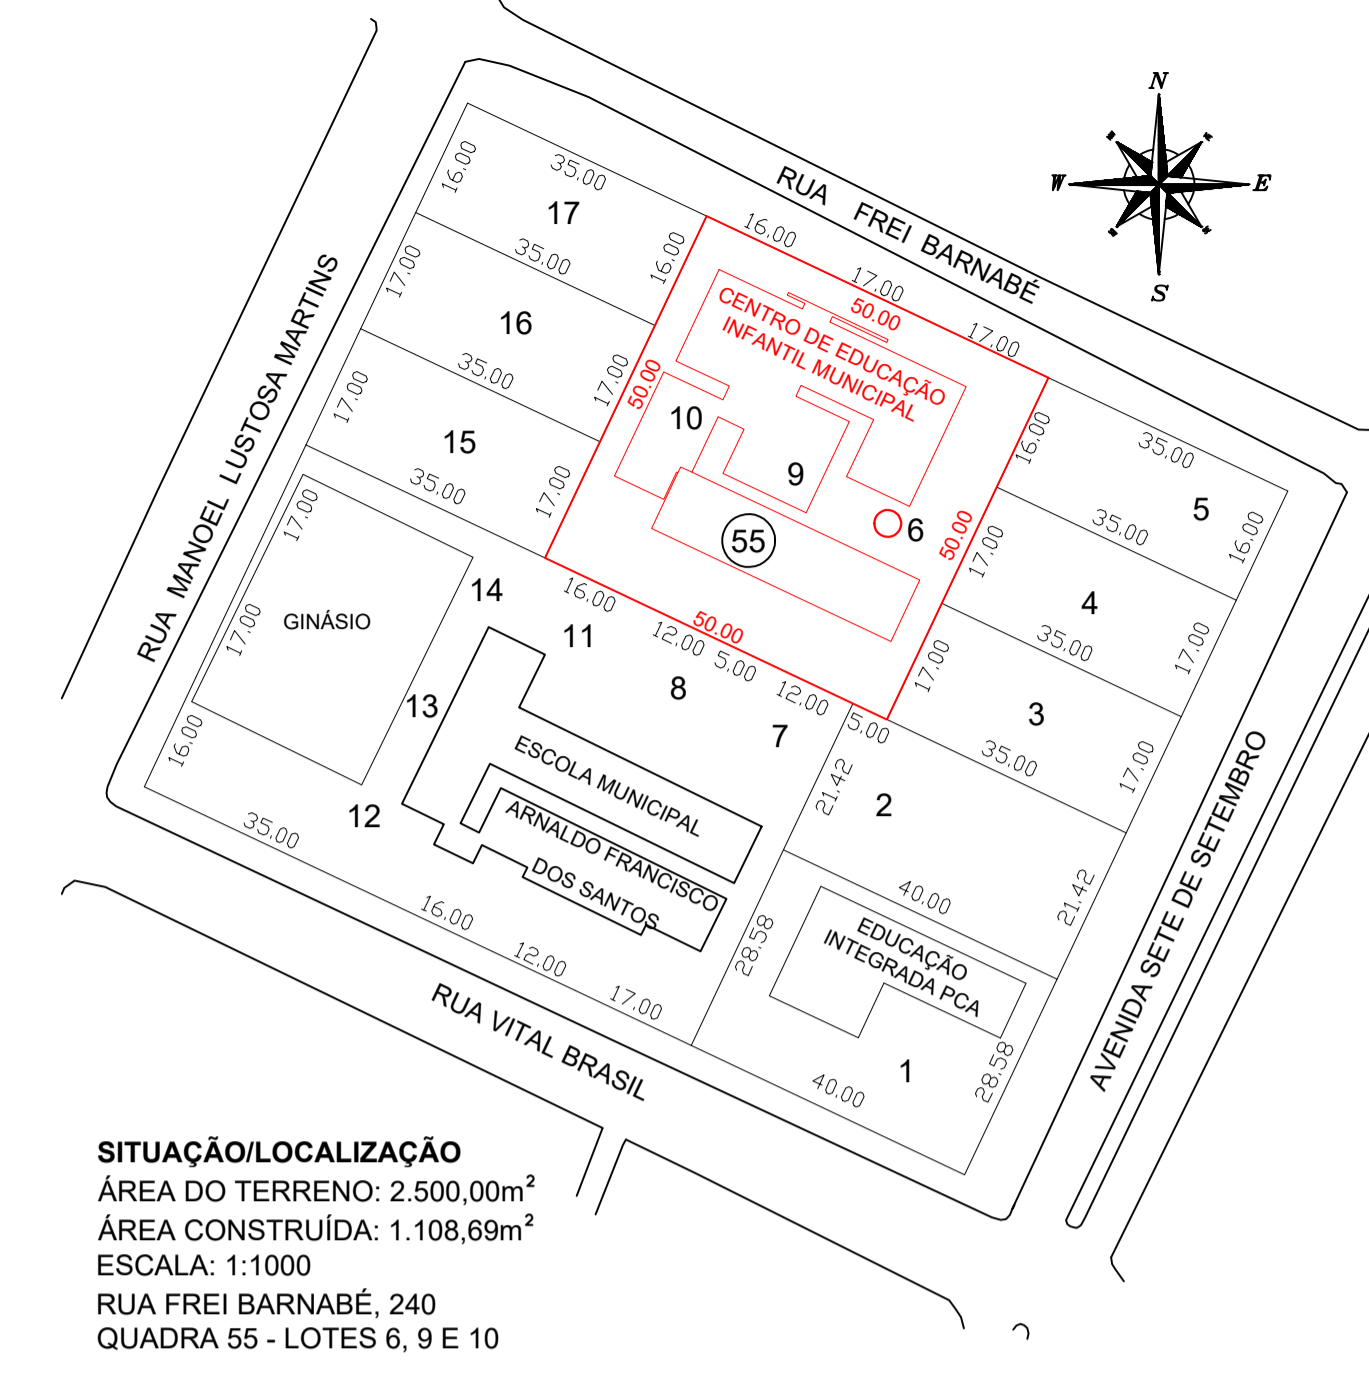 N
W
E
S
RUA FREI BARNABÉ
RUA MANOEL LUSTOSA MARTINS
AVENIDA SETE DE SETEMBRO
RUA VITAL BRASIL
16.00
35.00
17
16.00
35.00
17.00
16
17.00
35.00
17.00
15
17.00
35.00
16.00
17.00
50.00
17.00
CENTRO DE EDUCAÇÃO
INFANTIL MUNICIPAL
50.00
10
9
6
55
50.00
16.00
35.00
5
16.00
35.00
17.00
4
17.00
35.00
17.00
3
17.00
35.00
16.00
12.00
50.00
5.00
12.00
5.00
17.00
17.00
GINÁSIO
14
11
8
7
13
16.00
12
35.00
ESCOLA MUNICIPAL
ARNALDO FRANCISCO
DOS SANTOS
16.00
12.00
17.00
21.42
2
21.42
40.00
28.58
EDUCAÇÃO
INTEGRADA PCA
1
28.58
40.00
SITUAÇÃO/LOCALIZAÇÃO
ÁREA DO TERRENO: 2.500,00m²
ÁREA CONSTRUÍDA: 1.108,69m²
ESCALA: 1:1000
RUA FREI BARNABÉ, 240
QUADRA 55 - LOTES 6, 9 E 10